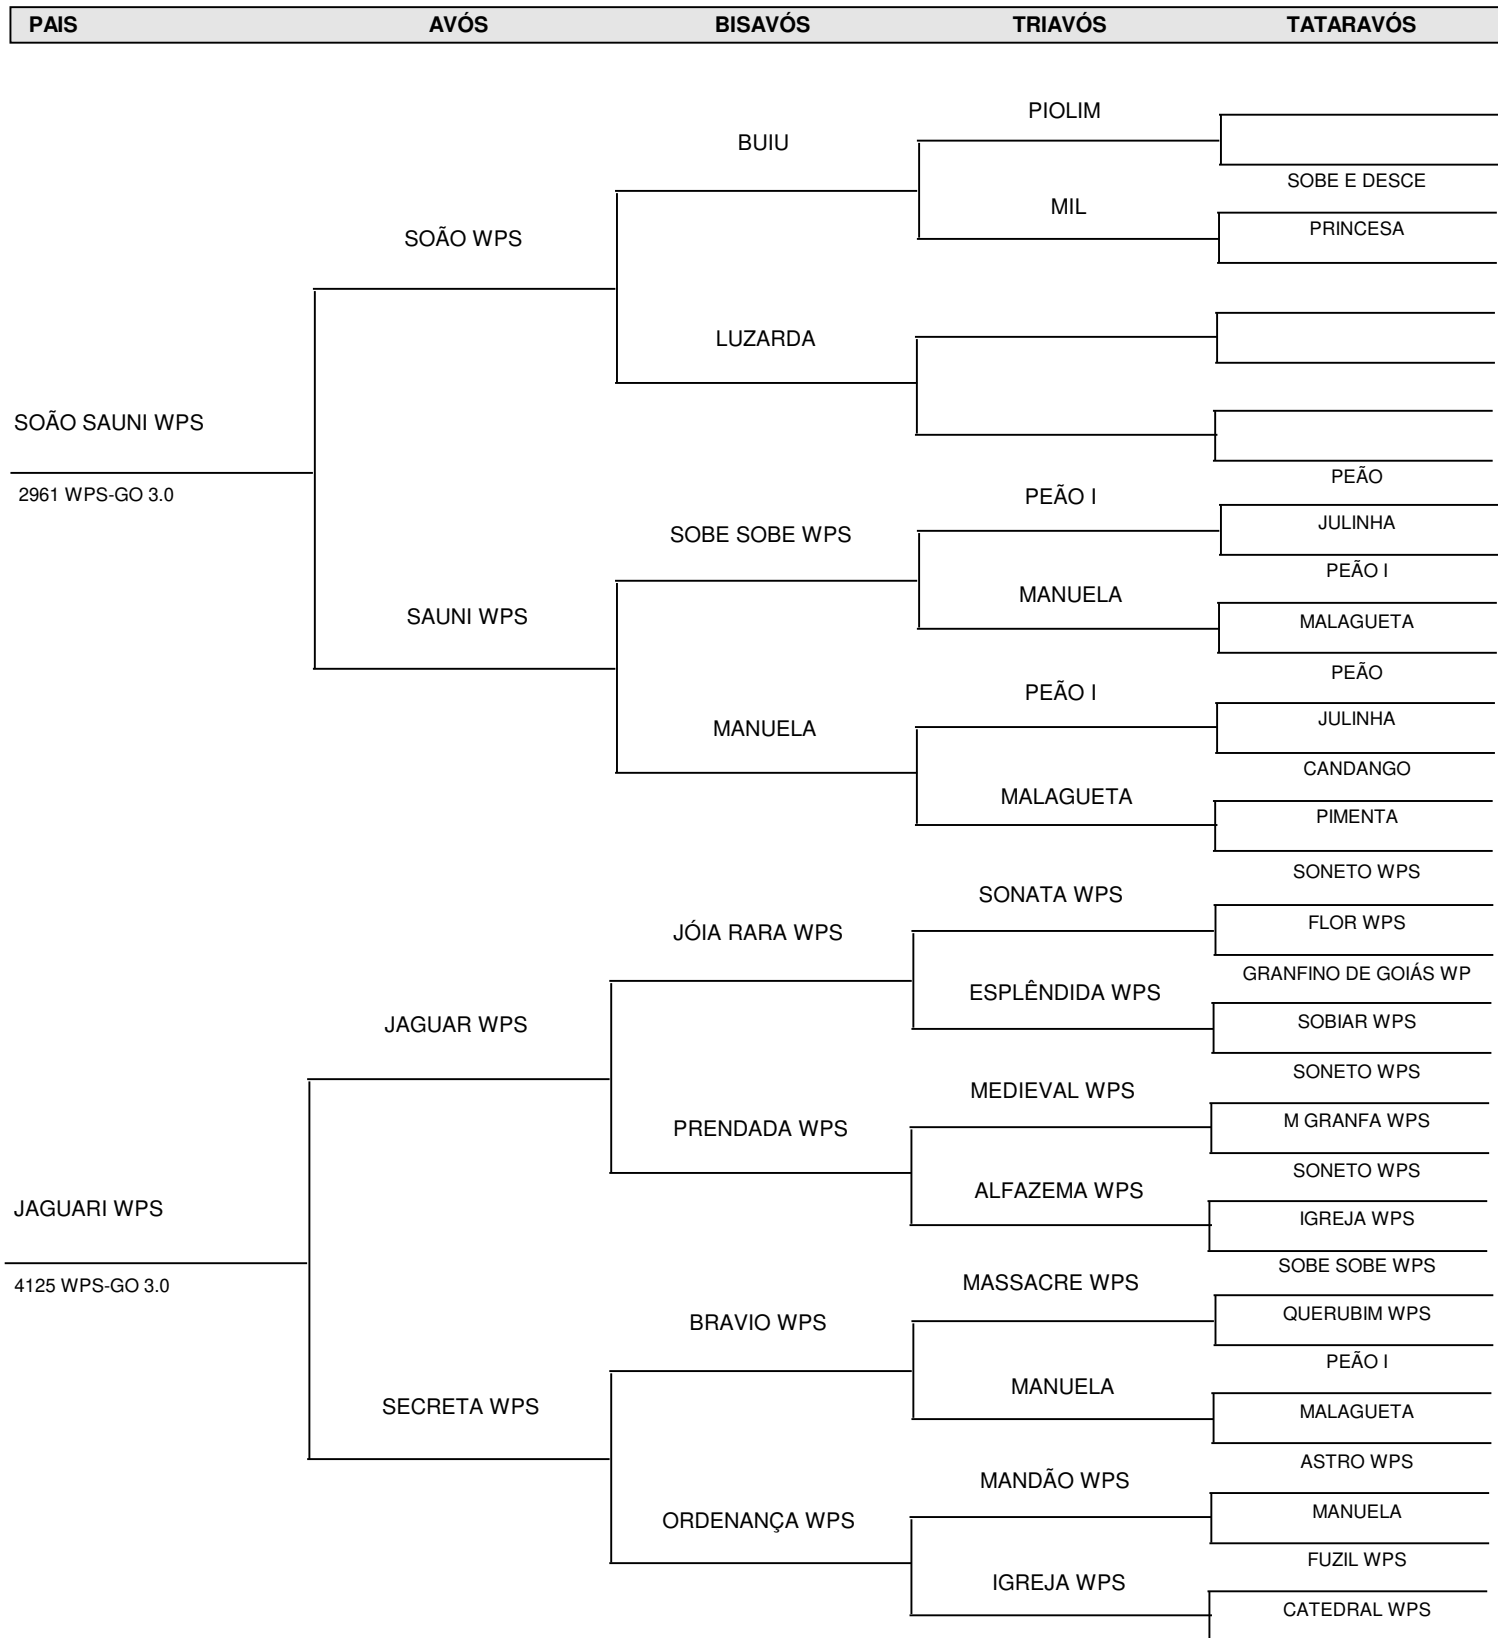 PAIS AVÓS BISAVÓS TRIAVÓS TATARAVÓS
PIOLIM
BUIU
SOBE E DESCE
MIL
PRINCESA
SOÃO WPS
LUZARDA
SOÃO SAUNI WPS
2961 WPS-GO 3.0
PEÃO
PEÃO I
JULINHA
SOBE SOBE WPS
PEÃO I
MANUELA
SAUNI WPS
MALAGUETA
PEÃO
PEÃO I
JULINHA
MANUELA
CANDANGO
MALAGUETA
PIMENTA
SONETO WPS
SONATA WPS
FLOR WPS
JÓIA RARA WPS
GRANFINO DE GOIÁS WP
ESPLÊNDIDA WPS
SOBIAR WPS
JAGUAR WPS
SONETO WPS
MEDIEVAL WPS
M GRANFA WPS
PRENDADA WPS
SONETO WPS
ALFAZEMA WPS
IGREJA WPS
JAGUARI WPS
4125 WPS-GO 3.0
SOBE SOBE WPS
MASSACRE WPS
QUERUBIM WPS
BRAVIO WPS
PEÃO I
MANUELA
SECRETA WPS
MALAGUETA
ASTRO WPS
MANDÃO WPS
MANUELA
ORDENANÇA WPS
FUZIL WPS
IGREJA WPS
CATEDRAL WPS